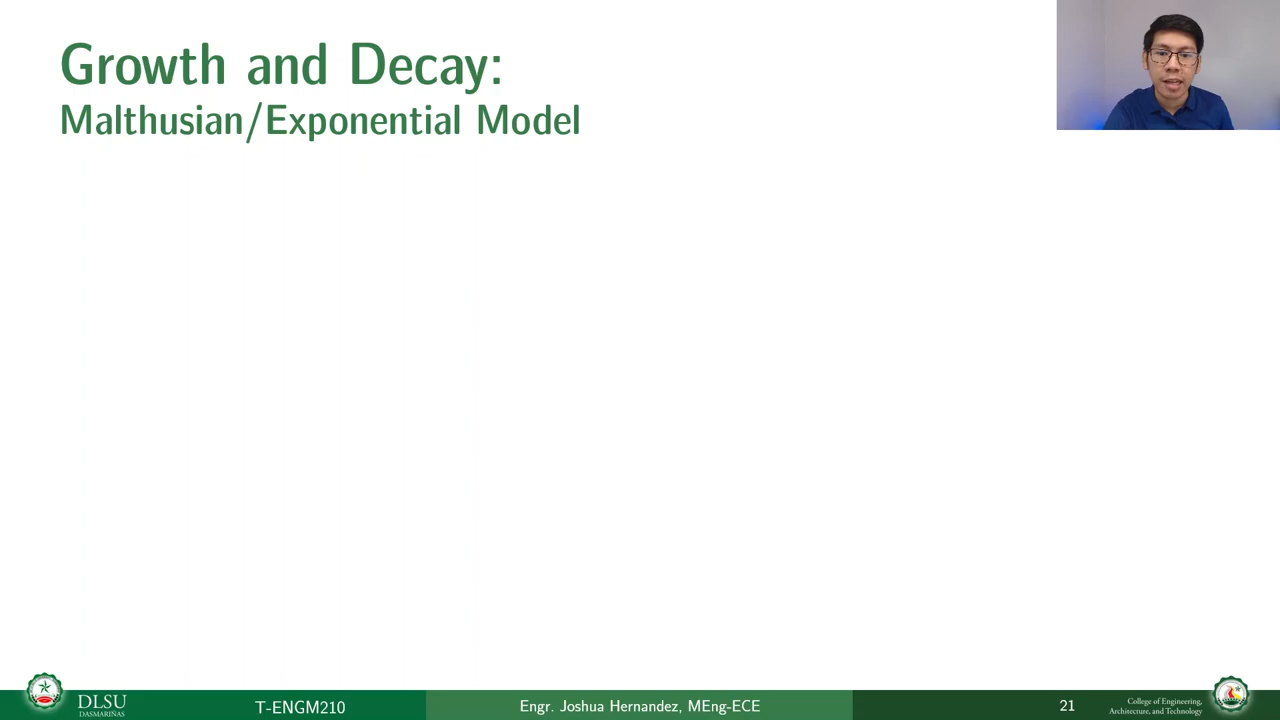 Growth and Decay:
Malthusian/Exponential Model
DLSU
DASMARIÑAS
T-ENGM210
Engr. Joshua Hernandez, MEng-ECE
21
College of Engineering,
Architecture, and Technology